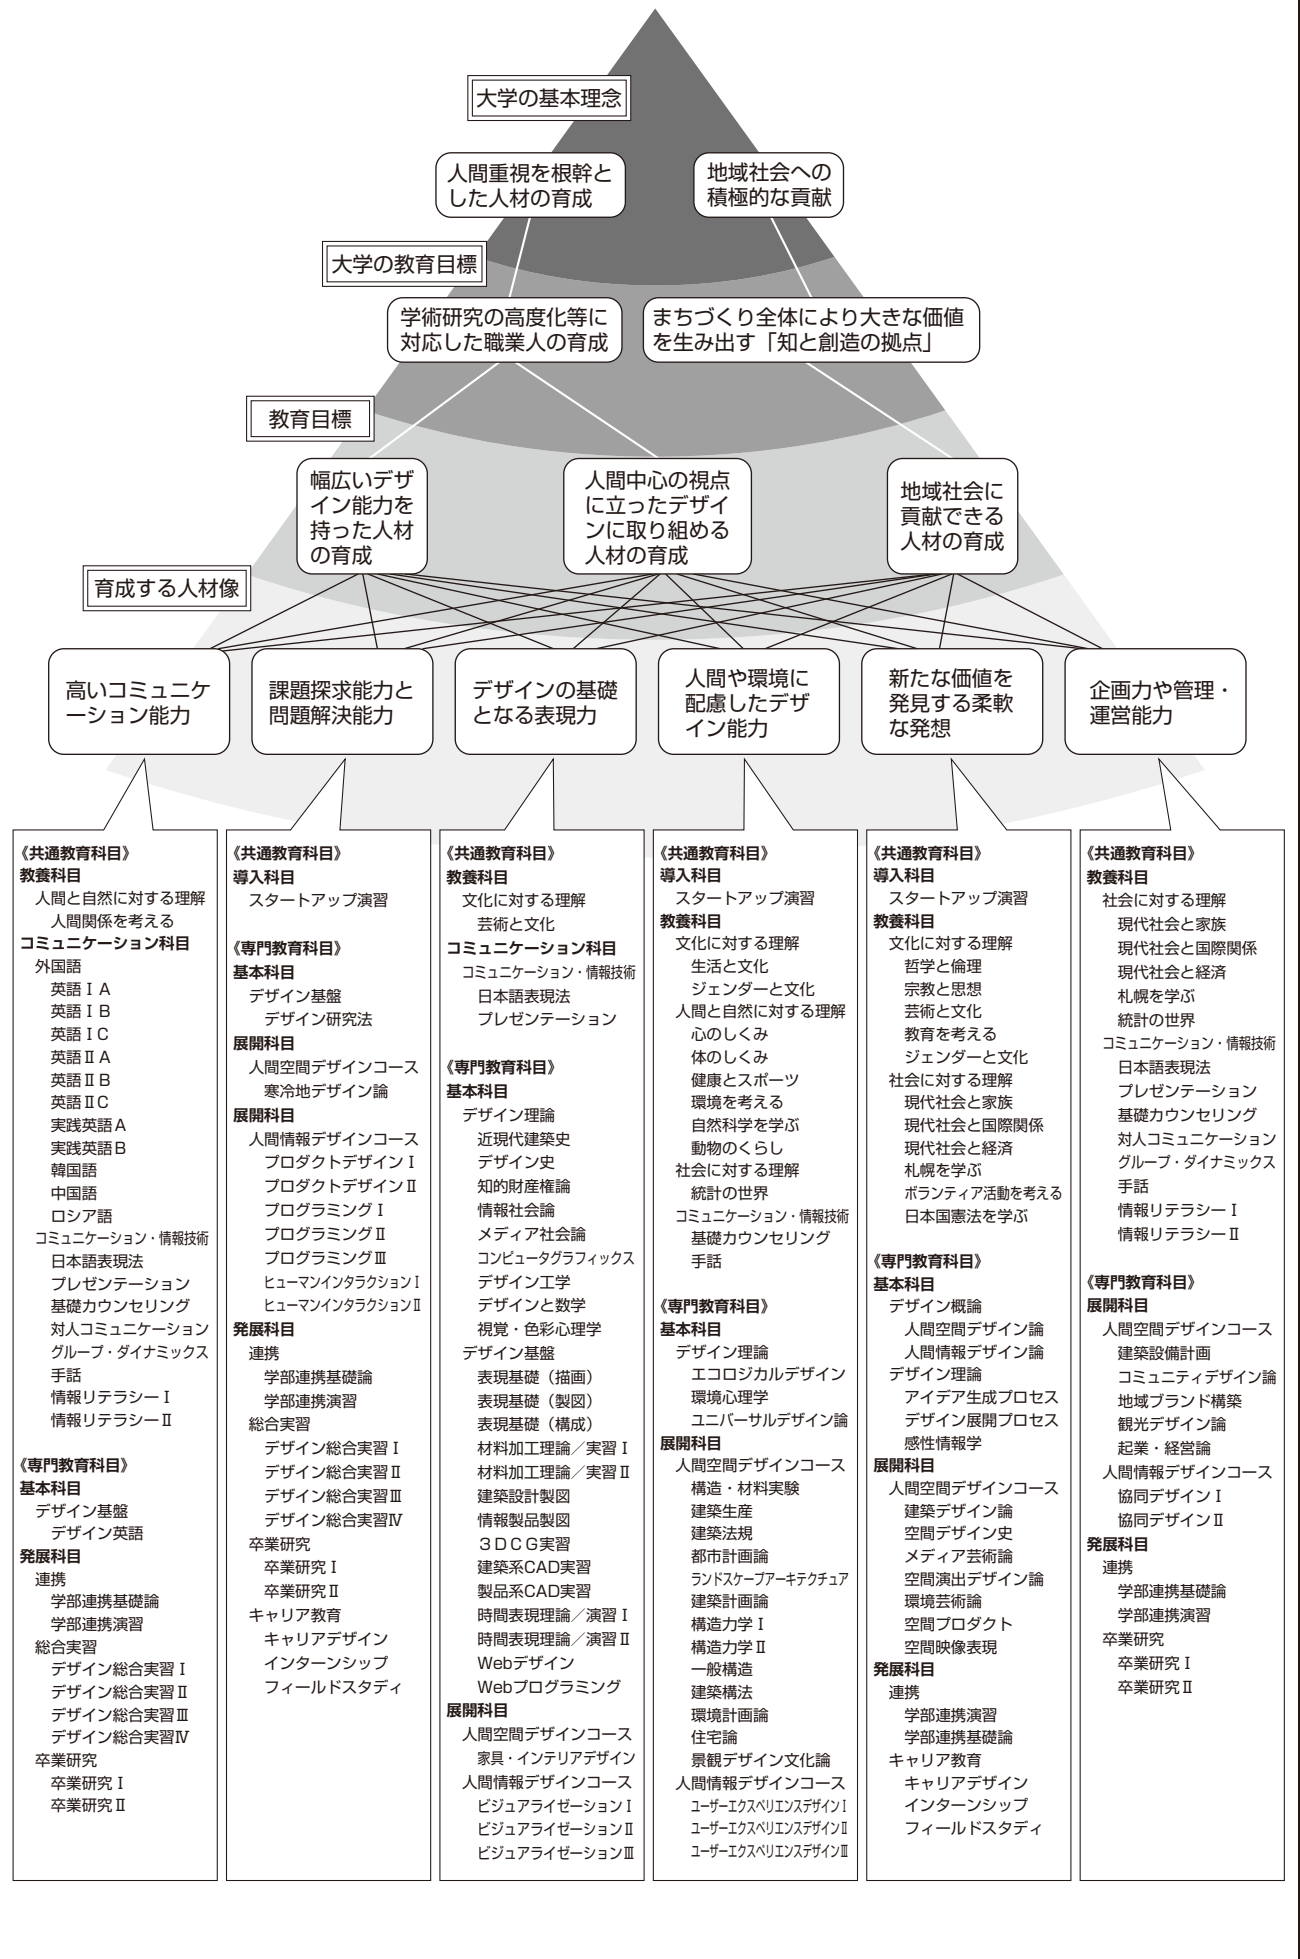 大学の基本理念
人間重視を根幹と
した人材の育成
地域社会への
積極的な貢献
大学の教育目標
学術研究の高度化等に
対応した職業人の育成
まちづくり全体により大きな価値
を生み出す「知と創造の拠点」
教育目標
幅広いデザ
イン能力を
持った人材
の育成
人間中心の視点
に立ったデザイ
ンに取り組める
人材の育成
地域社会に
貢献できる
人材の育成
育成する人材像
高いコミュニケ
ーション能力
課題探求能力と
問題解決能力
デザインの基礎
となる表現力
人間や環境に
配慮したデザ
イン能力
新たな価値を
発見する柔軟
な発想
企画力や管理・
運営能力
《共通教育科目》
教養科目
人間と自然に対する理解
人間関係を考える
コミュニケーション科目
外国語
英語ⅠA
英語ⅠB
英語ⅠC
英語ⅡA
英語ⅡB
英語ⅡC
実践英語A
実践英語B
韓国語
中国語
ロシア語
コミュニケーション・情報技術
日本語表現法
プレゼンテーション
基礎カウンセリング
対人コミュニケーション
グループ・ダイナミックス
手話
情報リテラシーⅠ
情報リテラシーⅡ
《専門教育科目》
基本科目
デザイン基盤
デザイン英語
発展科目
連携
学部連携基礎論
学部連携演習
総合実習
デザイン総合実習Ⅰ
デザイン総合実習Ⅱ
デザイン総合実習Ⅲ
デザイン総合実習Ⅳ
卒業研究
卒業研究Ⅰ
卒業研究Ⅱ
《共通教育科目》
導入科目
スタートアップ演習
《専門教育科目》
基本科目
デザイン基盤
デザイン研究法
展開科目
人間空間デザインコース
寒冷地デザイン論
展開科目
人間情報デザインコース
プロダクトデザインⅠ
プロダクトデザインⅡ
プログラミングⅠ
プログラミングⅡ
プログラミングⅢ
ヒューマンインタラクションⅠ
ヒューマンインタラクションⅡ
発展科目
連携
学部連携基礎論
学部連携演習
総合実習
デザイン総合実習Ⅰ
デザイン総合実習Ⅱ
デザイン総合実習Ⅲ
デザイン総合実習Ⅳ
卒業研究
卒業研究Ⅰ
卒業研究Ⅱ
キャリア教育
キャリアデザイン
インターンシップ
フィールドスタディ
《共通教育科目》
教養科目
文化に対する理解
芸術と文化
コミュニケーション科目
コミュニケーション・情報技術
日本語表現法
プレゼンテーション
《専門教育科目》
基本科目
デザイン理論
近現代建築史
デザイン史
知的財産権論
情報社会論
メディア社会論
コンピュータグラフィックス
デザイン工学
デザインと数学
視覚・色彩心理学
デザイン基盤
表現基礎（描画）
表現基礎（製図）
表現基礎（構成）
材料加工理論／実習Ⅰ
材料加工理論／実習Ⅱ
建築設計製図
情報製品製図
３ＤＣＧ実習
建築系CAD実習
製品系CAD実習
時間表現理論／演習Ⅰ
時間表現理論／演習Ⅱ
Webデザイン
Webプログラミング
展開科目
人間空間デザインコース
家具・インテリアデザイン
人間情報デザインコース
ビジュアライゼーションⅠ
ビジュアライゼーションⅡ
ビジュアライゼーションⅢ
《共通教育科目》
導入科目
スタートアップ演習
教養科目
文化に対する理解
生活と文化
ジェンダーと文化
人間と自然に対する理解
心のしくみ
体のしくみ
健康とスポーツ
環境を考える
自然科学を学ぶ
動物のくらし
社会に対する理解
統計の世界
コミュニケーション・情報技術
基礎カウンセリング
手話
《専門教育科目》
基本科目
デザイン理論
エコロジカルデザイン
環境心理学
ユニバーサルデザイン論
展開科目
人間空間デザインコース
構造・材料実験
建築生産
建築法規
都市計画論
ランドスケープアーキテクチュア
建築計画論
構造力学Ⅰ
構造力学Ⅱ
一般構造
建築構法
環境計画論
住宅論
景観デザイン文化論
人間情報デザインコース
ユーザーエクスペリエンスデザインⅠ
ユーザーエクスペリエンスデザインⅡ
ユーザーエクスペリエンスデザインⅢ
《共通教育科目》
導入科目
スタートアップ演習
教養科目
文化に対する理解
哲学と倫理
宗教と思想
芸術と文化
教育を考える
ジェンダーと文化
社会に対する理解
現代社会と家族
現代社会と国際関係
現代社会と経済
札幌を学ぶ
ボランティア活動を考える
日本国憲法を学ぶ
《専門教育科目》
基本科目
デザイン概論
人間空間デザイン論
人間情報デザイン論
デザイン理論
アイデア生成プロセス
デザイン展開プロセス
感性情報学
展開科目
人間空間デザインコース
建築デザイン論
空間デザイン史
メディア芸術論
空間演出デザイン論
環境芸術論
空間プロダクト
空間映像表現
発展科目
連携
学部連携演習
学部連携基礎論
キャリア教育
キャリアデザイン
インターンシップ
フィールドスタディ
《共通教育科目》
教養科目
社会に対する理解
現代社会と家族
現代社会と国際関係
現代社会と経済
札幌を学ぶ
統計の世界
コミュニケーション・情報技術
日本語表現法
プレゼンテーション
基礎カウンセリング
対人コミュニケーション
グループ・ダイナミックス
手話
情報リテラシーⅠ
情報リテラシーⅡ
《専門教育科目》
展開科目
人間空間デザインコース
建築設備計画
コミュニティデザイン論
地域ブランド構築
観光デザイン論
起業・経営論
人間情報デザインコース
協同デザインⅠ
協同デザインⅡ
発展科目
連携
学部連携基礎論
学部連携演習
卒業研究
卒業研究Ⅰ
卒業研究Ⅱ